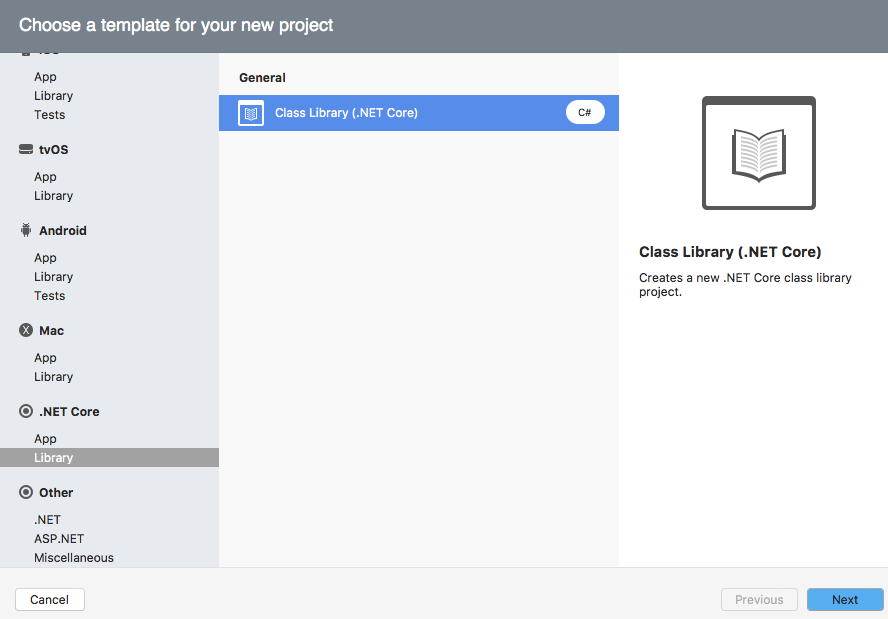 Choose a template for your new project
App
Library
Tests
tvOS
App
Library
Android
App
Library
Tests
Mac
App
Library
.NET Core
App
Library
Other
.NET
ASP.NET
Miscellaneous
General
Class Library (.NET Core)
C#
Class Library (.NET Core)
Creates a new .NET Core class library
project.
Cancel
Previous
Next